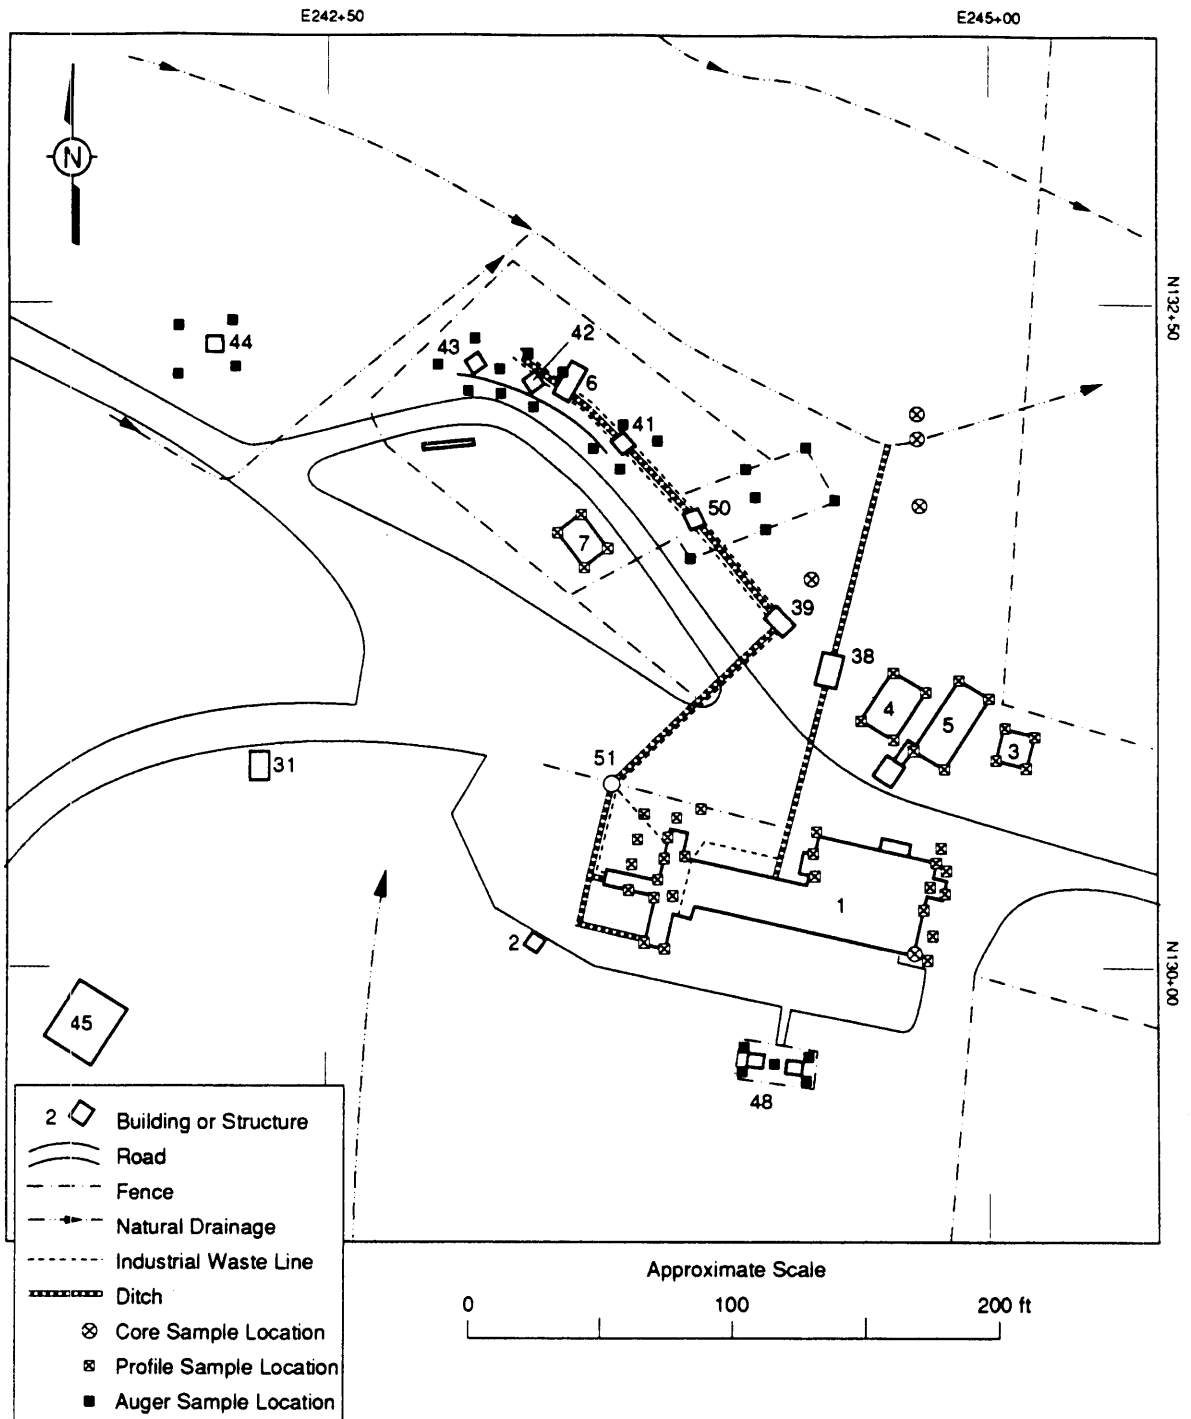 E242+50
E245+00
N
N132+50
44
43
42
6
41
50
7
39
38
4
5
3
31
51
1
2
N130+00
45
48
2 Building or Structure
Road
Fence
Natural Drainage
Industrial Waste Line
Ditch
Core Sample Location
Profile Sample Location
Auger Sample Location
Approximate Scale
0 100 200 ft